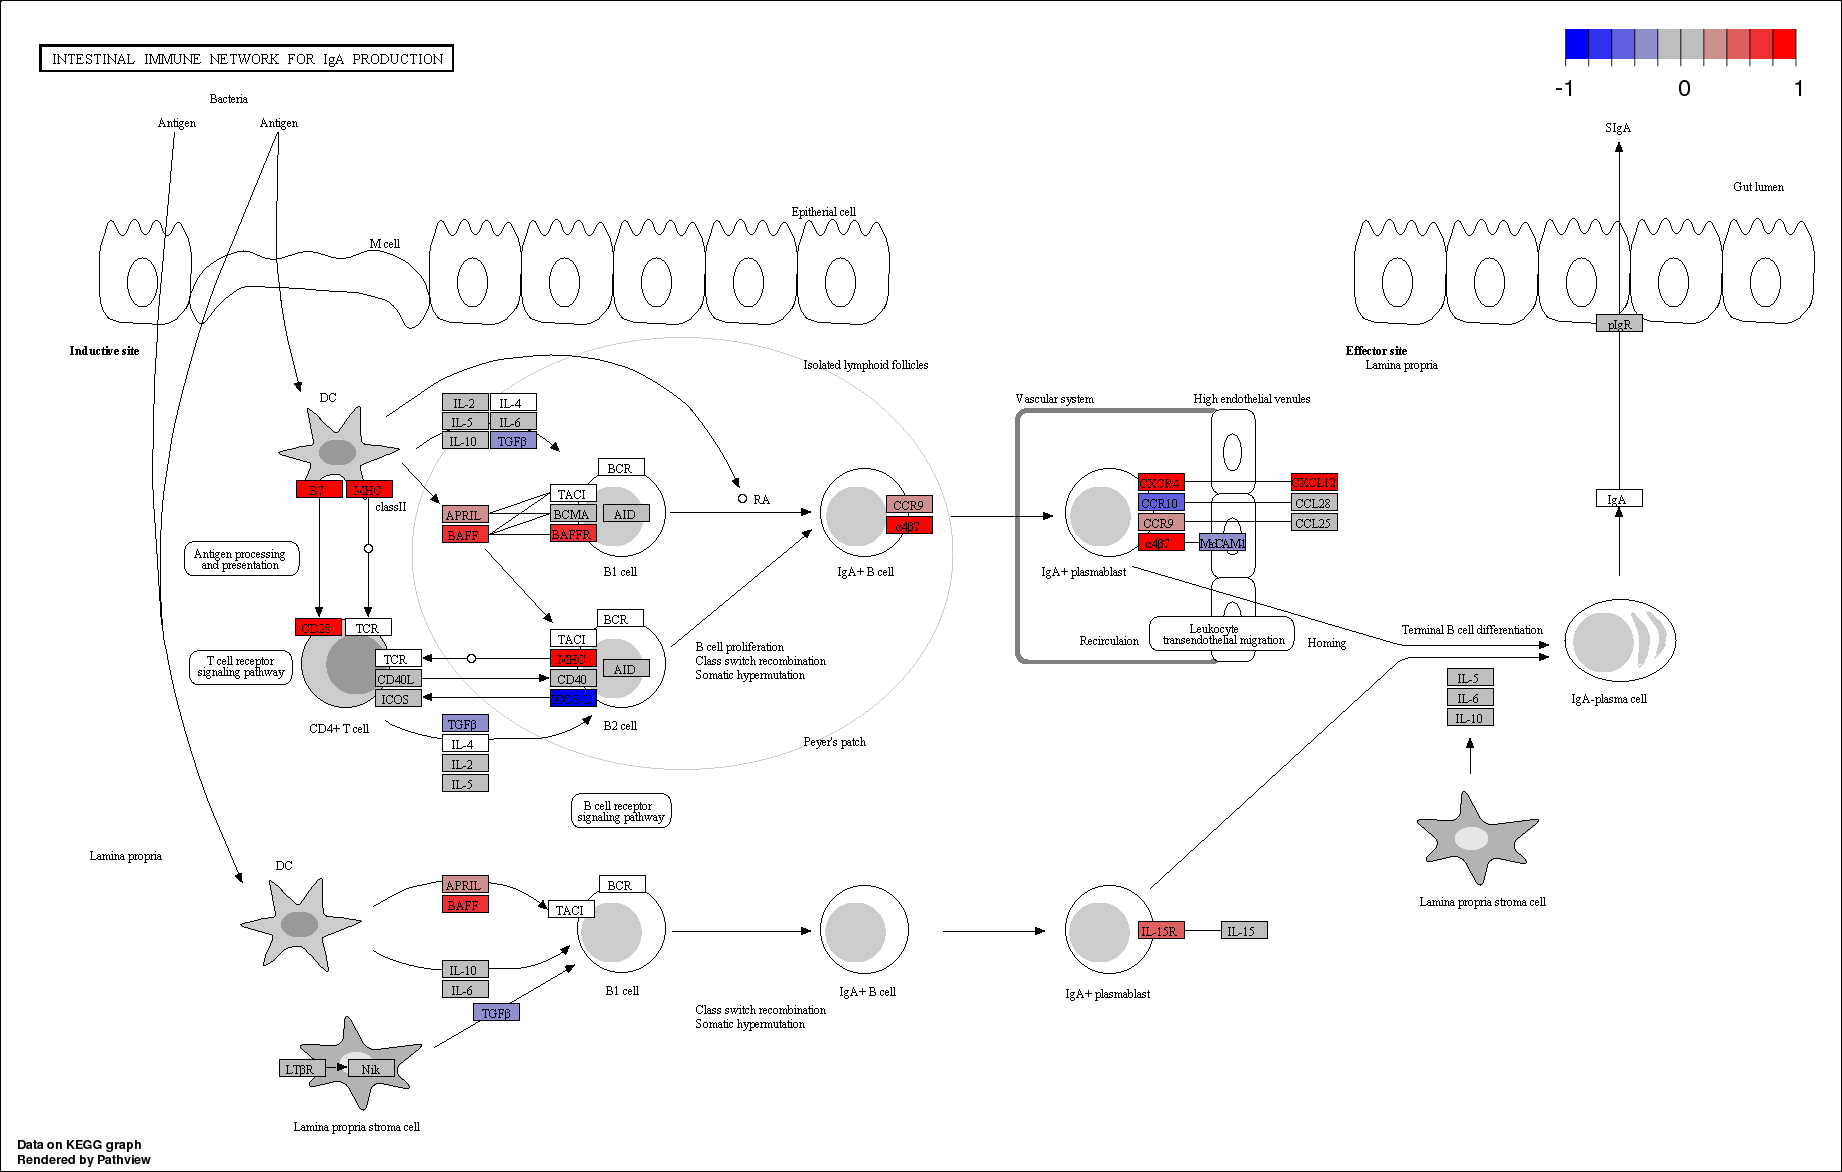 INTESTINAL IMMUNE NETWORK FOR IgA PRODUCTION
-1
0
1
Bacteria
Antigen
Antigen
SIgA
Gut lumen
Epitherial cell
M cell
pIgR
Inductive site
Effector site
Lamina propria
Isolated lymphoid follicles
DC
IL-2
IL-4
IL-5
IL-6
IL-10
TGFβ
Vascular system
High endothelial venules
B7
MHC
classII
BCR
TACI
BCMA
BAFFR
AID
APRIL
BAFF
RA
CCR9
α4β7
CXCR4
CCR10
CCR9
α4β7
MAdCAM1
CXCL12
CCL28
CCL25
IgA
Antigen processing
and presentation
B1 cell
IgA+ B cell
IgA+ plasmablast
CD28
TCR
TCR
CD40L
ICOS
BCR
TACI
MHC
CD40
AID
T cell receptor
signaling pathway
B cell proliferation
Class switch recombination
Somatic hypermutation
Recirculaion
Leukocyte
transendothelial migration
Homing
Terminal B cell differentiation
IL-5
IL-6
IL-10
IgA-plasma cell
CD4+ T cell
TGFβ
IL-4
IL-2
IL-5
B2 cell
Peyer's patch
B cell receptor
signaling pathway
Lamina propria
DC
APRIL
BAFF
BCR
TACI
IL-10
IL-6
TGFβ
B1 cell
IgA+ B cell
IL-15R
IL-15
IgA+ plasmablast
Lamina propria stroma cell
Class switch recombination
Somatic hypermutation
LTβR
Nik
Lamina propria stroma cell
Data on KEGG graph
Rendered by Pathview